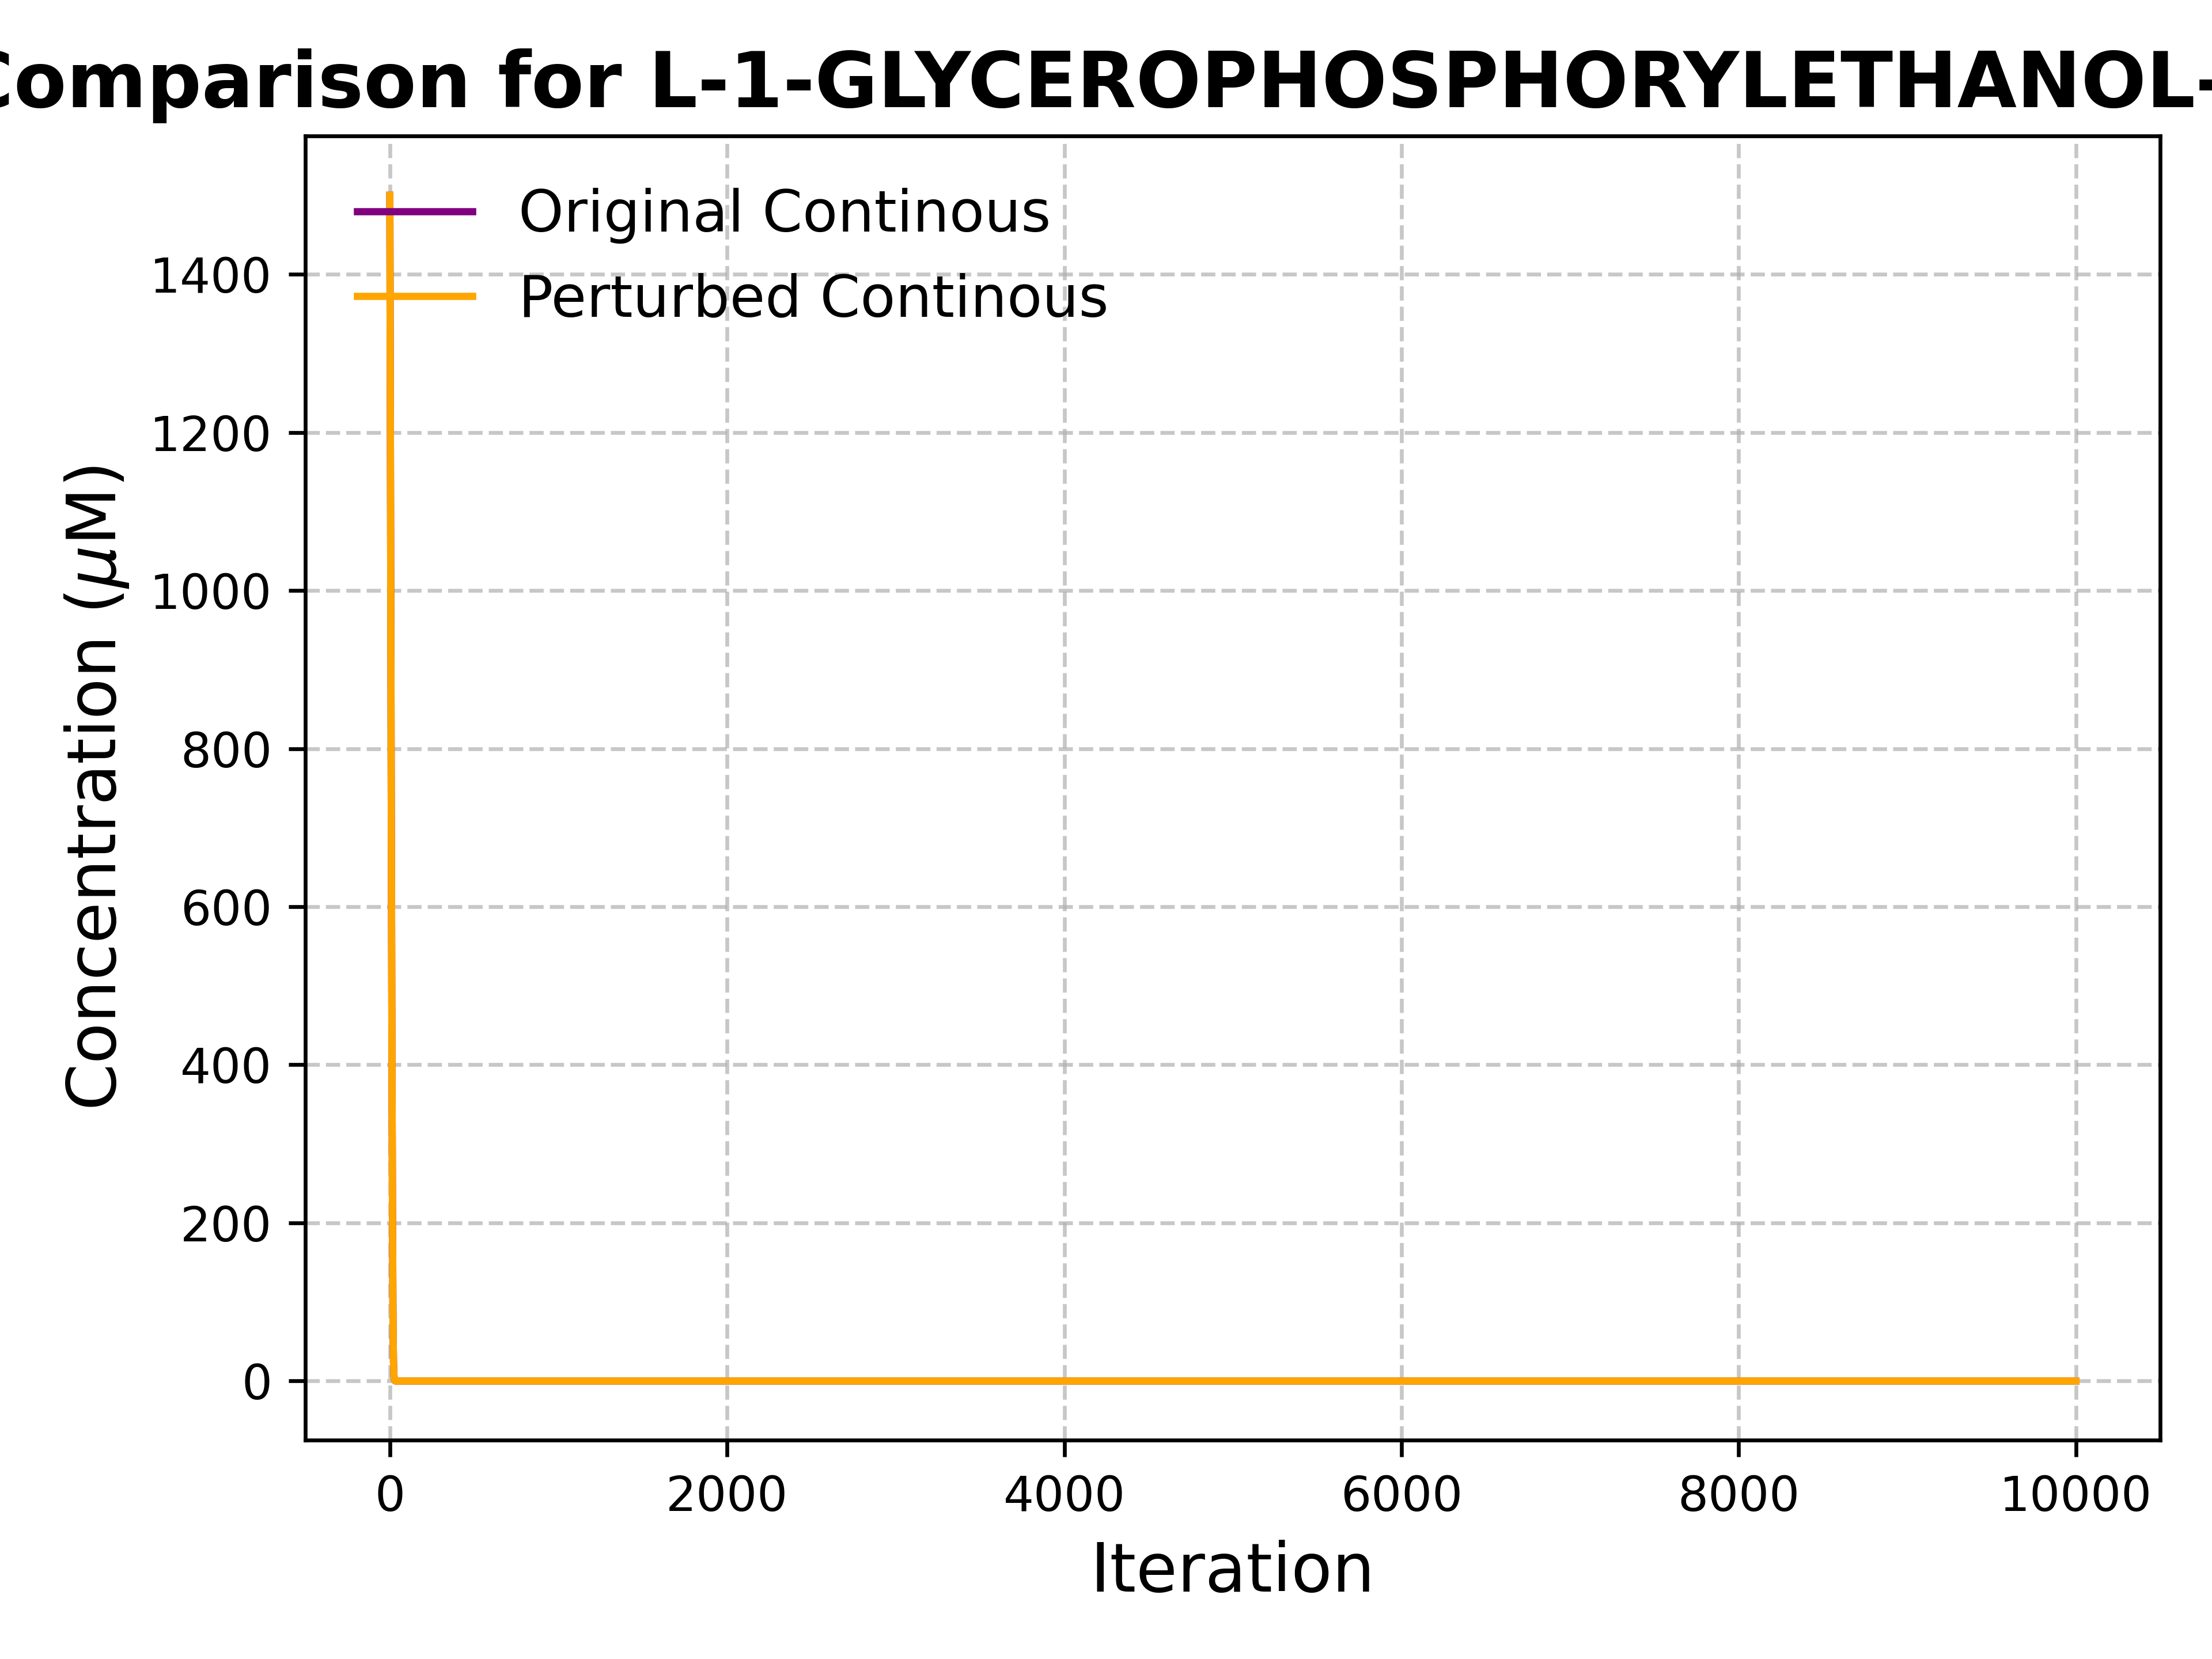 Comparison for L-1-GLYCEROPHOSPHORYLETHANOL-
Original Continous
Perturbed Continous
1400
1200
1000
800
600
400
200
0
Concentration (μM)
0 2000 4000 6000 8000 10000
Iteration